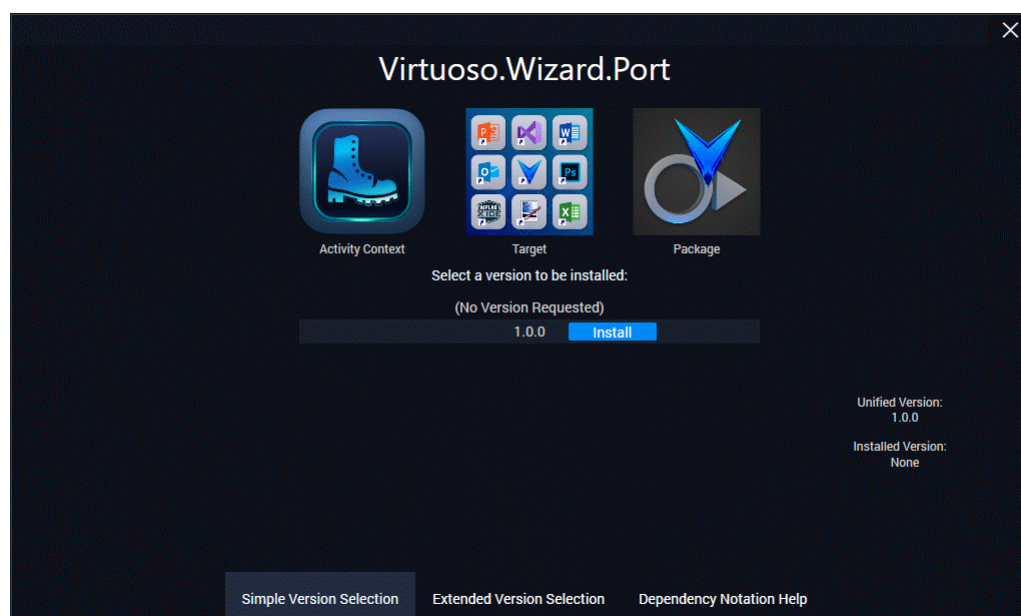 Virtuoso.Wizard.Port
Activity Context
Target
Package
Select a version to be installed:
(No Version Requested)
1.0.0 Install
Unified Version:
1.0.0
Installed Version:
None
Simple Version Selection Extended Version Selection Dependency Notation Help